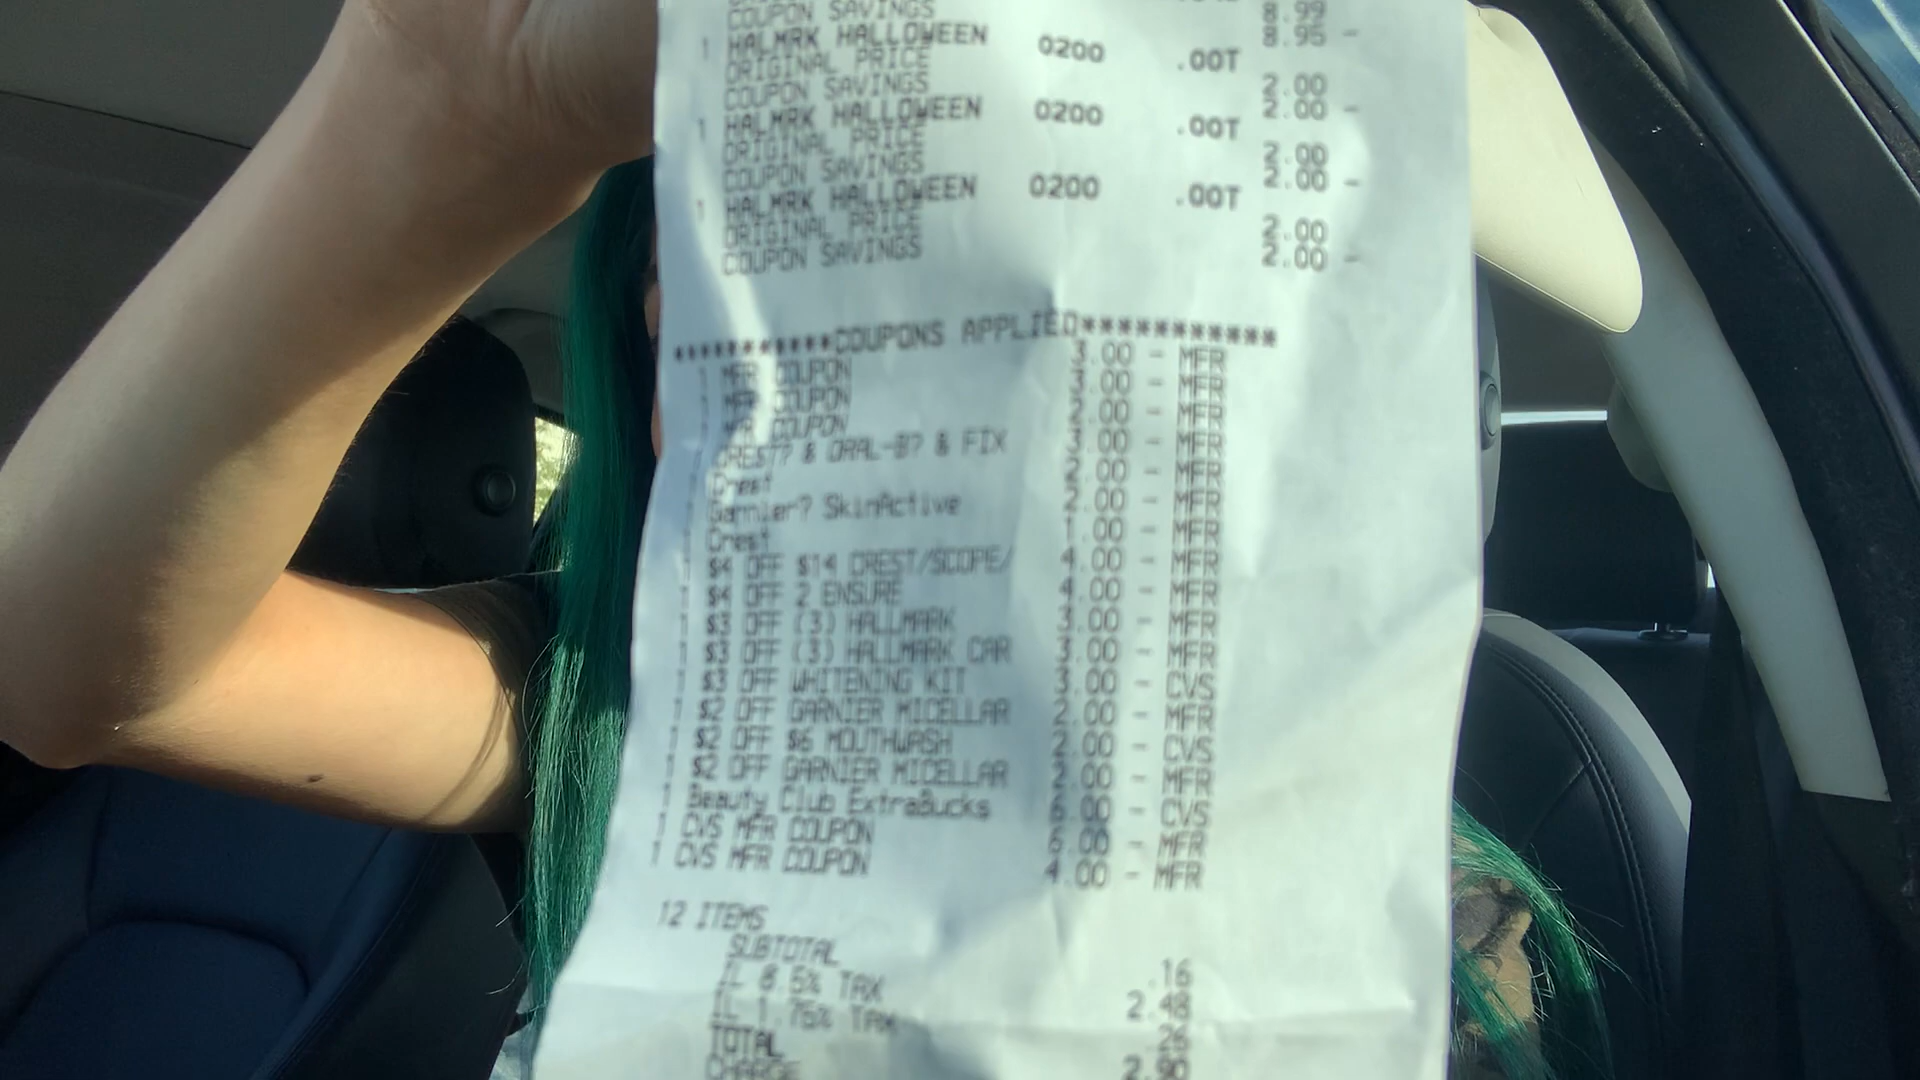 COUPON SAVINGS 8.99
8.98 -
1 HALMRK HALLOWEEN 0200 .00T
ORIGINAL PRICE 2.00
COUPON SAVINGS 2.00 -
1 HALMRK HALLOWEEN 0200 .00T
ORIGINAL PRICE 2.00
COUPON SAVINGS 2.00 -
1 HALMRK HALLOWEEN 0200 .00T
ORIGINAL PRICE 2.00
COUPON SAVINGS 2.00 -
***********COUPONS APPLIED***********
1 MFR COUPON 3.00 - MFR
1 MFR COUPON 3.00 - MFR
1 MFR COUPON 2.00 - MFR
1 CREST? & ORAL-B? & FIX 3.00 - MFR
1 Crest 2.00 - MFR
1 Garnier? SkinActive 2.00 - MFR
1 Crest 1.00 - MFR
1 $4 OFF $14 CREST/SCOPE/ 4.00 - MFR
1 $4 OFF 2 ENSURE 4.00 - MFR
1 $3 OFF (3) HALLMARK 3.00 - MFR
1 $3 OFF (3) HALLMARK CAR 3.00 - MFR
1 $3 OFF WHITENING KIT 3.00 - CVS
1 $2 OFF GARNIER MICELLAR 2.00 - MFR
1 $2 OFF $6 MOUTHWASH 2.00 - CVS
1 $2 OFF GARNIER MICELLAR 2.00 - MFR
1 Beauty Club ExtraBucks 6.00 - CVS
1 CVS MFR COUPON 6.00 - MFR
1 CVS MFR COUPON 4.00 - MFR
12 ITEMS
SUBTOTAL .16
IL 8.5% TAX 2.48
IL 1.75% TAX
TOTAL
CHARGE